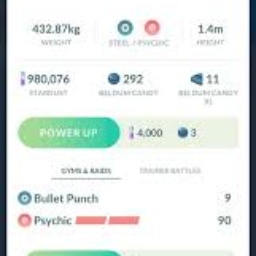 432.87kg
1.4m
WEIGHT
STEEL / PSYCHIC
HEIGHT
980,076
292
11
STARDUST
BELDUM CANDY
BELDUM CANDY XL
POWER UP
4,000
3
GYMS & RAIDS
TRAINER BATTLES
Bullet Punch
9
Psychic
90